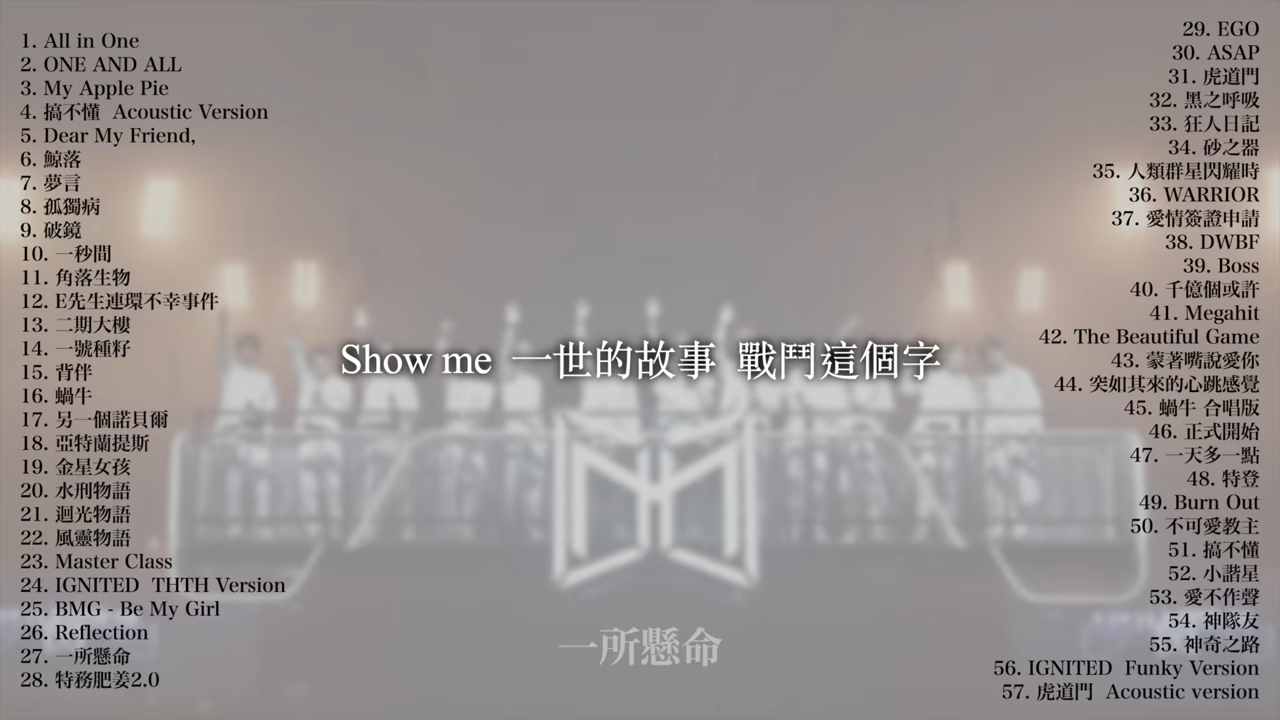 1. All in One
2. ONE AND ALL
3. My Apple Pie
4. 搞不懂  Acoustic Version
5. Dear My Friend,
6. 鯨落
7. 夢言
8. 孤獨病
9. 破鏡
10. 一秒間
11. 角落生物
12. E先生連環不幸事件
13. 二期大樓
14. 一號種籽
15. 背伴
16. 蝸牛
17. 另一個諾貝爾
18. 亞特蘭提斯
19. 金星女孩
20. 水刑物語
21. 迴光物語
22. 風靈物語
23. Master Class
24. IGNITED  THTH Version
25. BMG - Be My Girl
26. Reflection
27. 一所懸命
28. 特務肥姜2.0
Show me  一世的故事  戰鬥這個字
一所懸命
29. EGO
30. ASAP
31. 虎道門
32. 黑之呼吸
33. 狂人日記
34. 砂之器
35. 人類群星閃耀時
36. WARRIOR
37. 愛情簽證申請
38. DWBF
39. Boss
40. 千億個或許
41. Megahit
42. The Beautiful Game
43. 蒙著嘴說愛你
44. 突如其來的心跳感覺
45. 蝸牛 合唱版
46. 正式開始
47. 一天多一點
48. 特登
49. Burn Out
50. 不可愛教主
51. 搞不懂
52. 小諧星
53. 愛不作聲
54. 神隊友
55. 神奇之路
56. IGNITED  Funky Version
57. 虎道門  Acoustic version